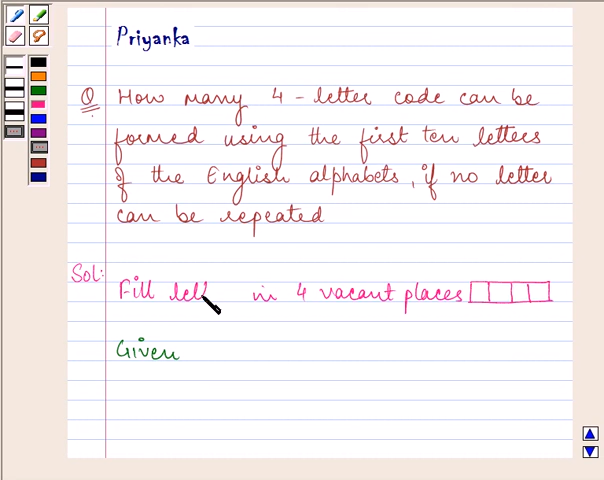 Priyanka
Q How many 4 - letter code can be
formed using the first ten letters
of the English alphabets, if no letter
can be repeated
Sol:
Fill in 4 vacant places
Given